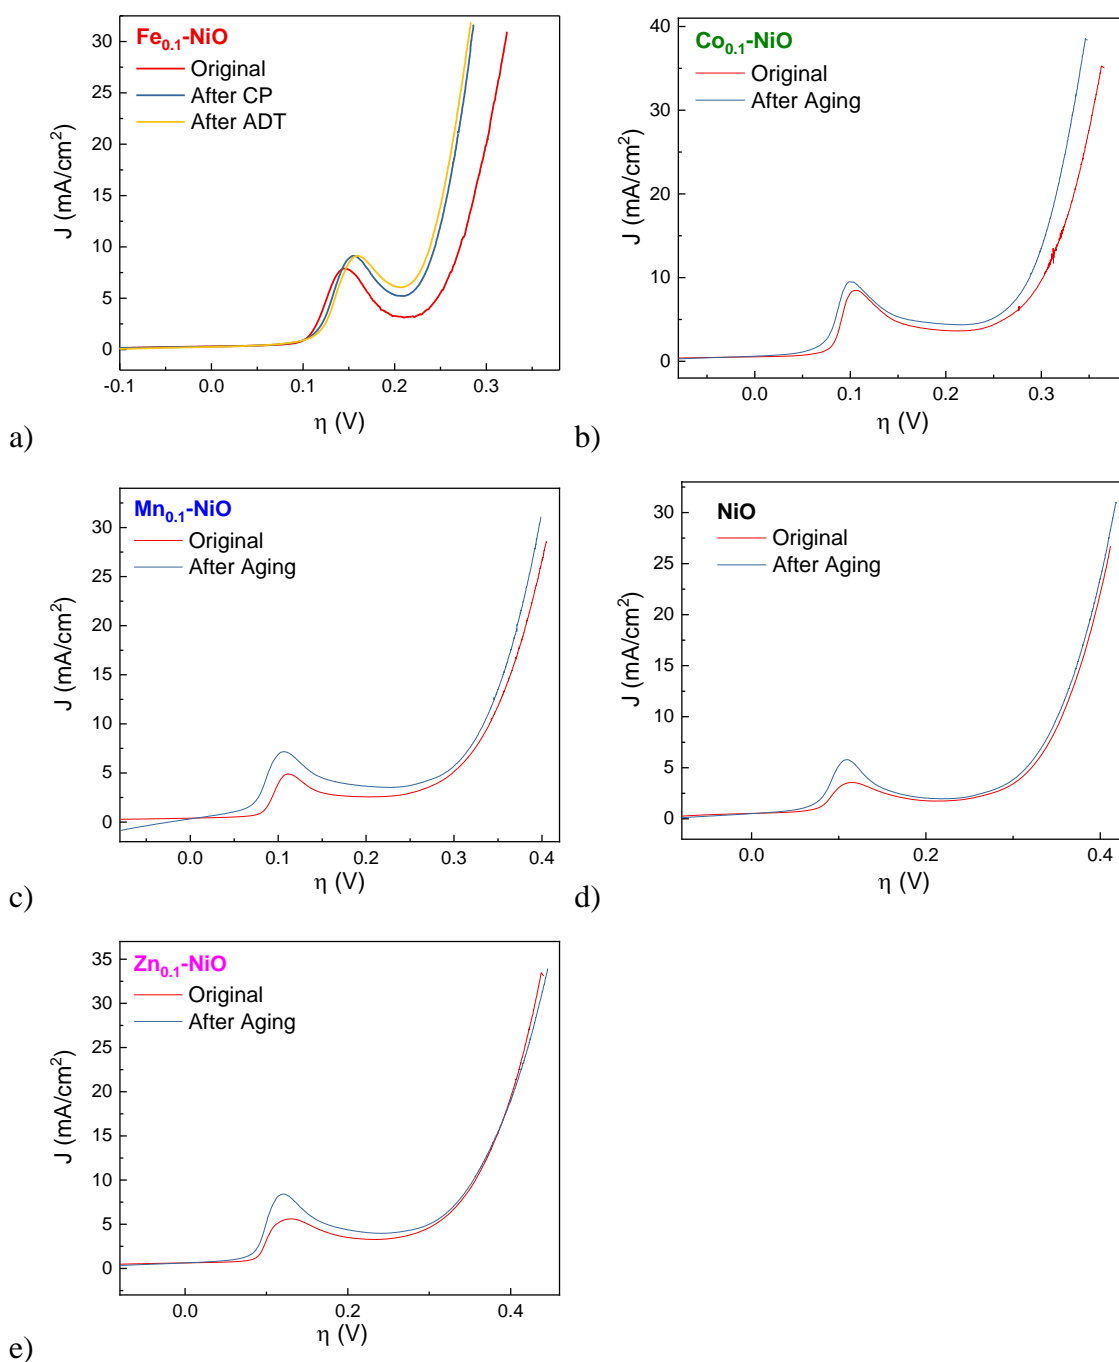 Fe0.1-NiO
Original
After CP
After ADT
J (mA/cm2)
30
25
20
15
10
5
0
-0.1 0.0 0.1 0.2 0.3
η (V)
a)
Co0.1-NiO
Original
After Aging
J (mA/cm2)
40
30
20
10
0
0.0 0.1 0.2 0.3
η (V)
b)
Mn0.1-NiO
Original
After Aging
J (mA/cm2)
30
25
20
15
10
5
0
0.0 0.1 0.2 0.3 0.4
η (V)
c)
NiO
Original
After Aging
J (mA/cm2)
30
25
20
15
10
5
0
0.0 0.2 0.4
η (V)
d)
Zn0.1-NiO
Original
After Aging
J (mA/cm2)
35
30
25
20
15
10
5
0
0.0 0.2 0.4
η (V)
e)